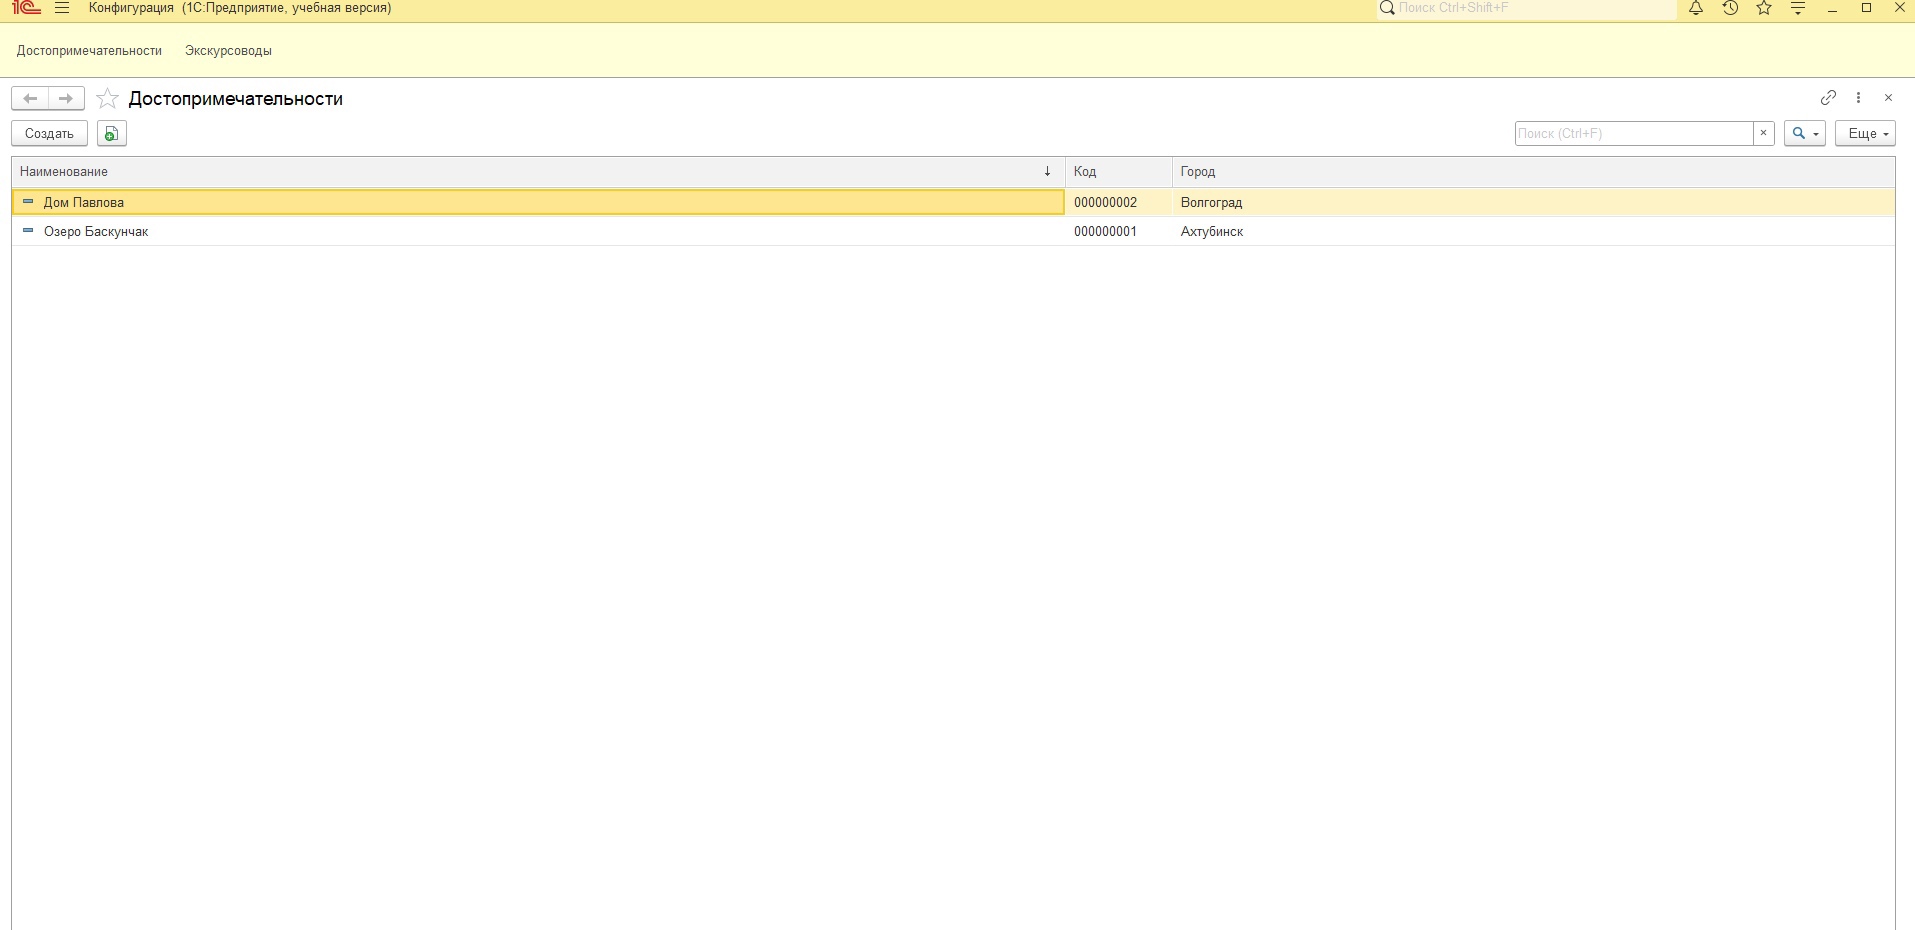 1С Конфигурация (1С:Предприятие, учебная версия) Поиск Ctrl+Shift+F
Достопримечательности Экскурсоводы
Достопримечательности
Создать Поиск (Ctrl+F) × Еще
Наименование ↓ Код Город
Дом Павлова 000000002 Волгоград
Озеро Баскунчак 000000001 Ахтубинск